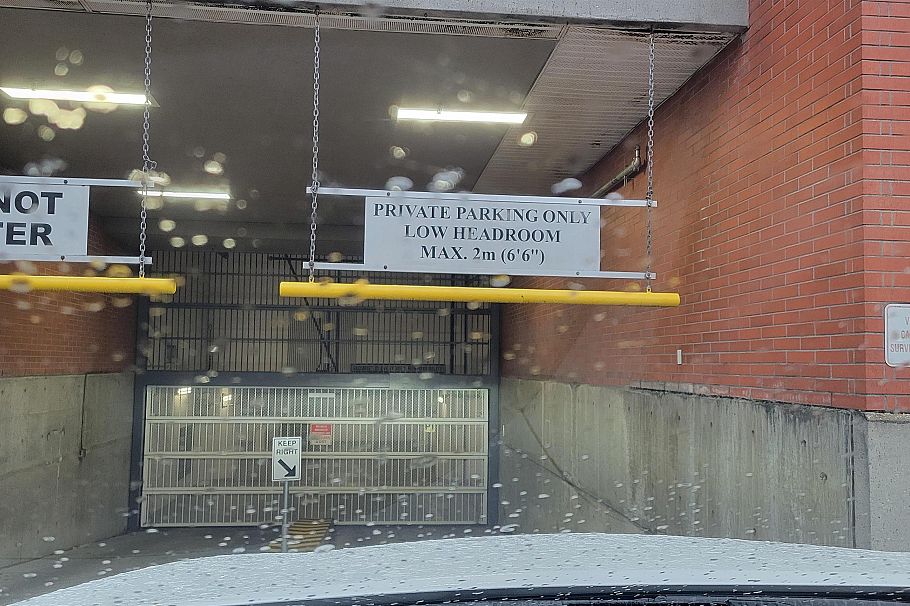 NOT
TER
PRIVATE PARKING ONLY
LOW HEADROOM
MAX. 2m (6'6")
KEEP
RIGHT